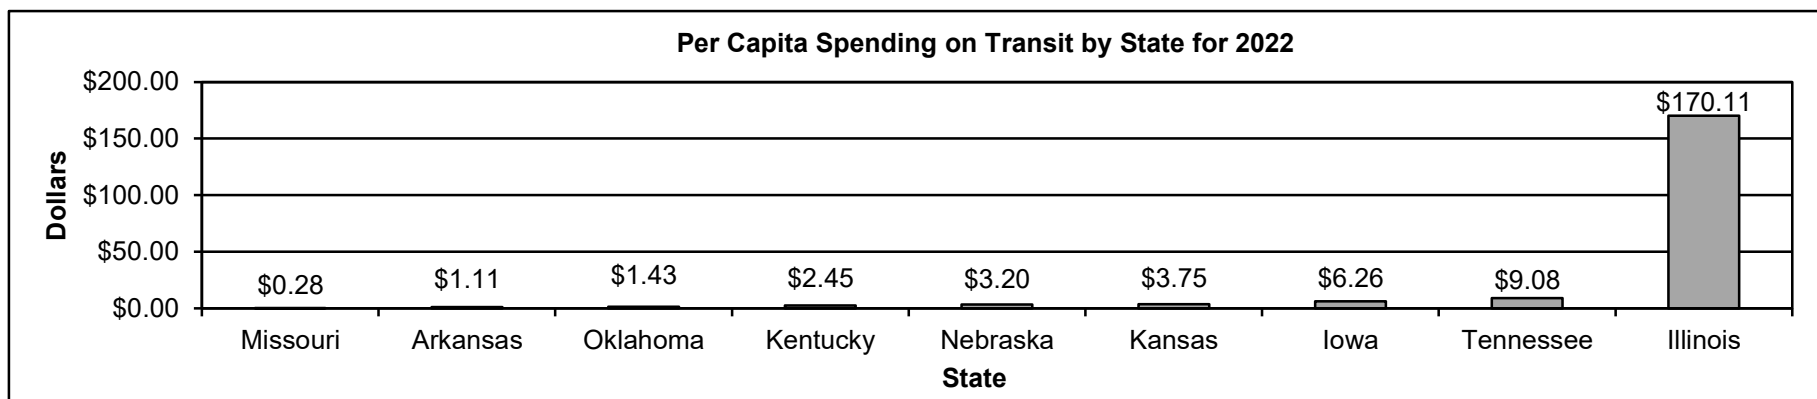 Per Capita Spending on Transit by State for 2022
$200.00
$150.00
$100.00
$50.00
$0.00
Dollars
$0.28
$1.11
$1.43
$2.45
$3.20
$3.75
$6.26
$9.08
$170.11
Missouri
Arkansas
Oklahoma
Kentucky
Nebraska
Kansas
Iowa
Tennessee
Illinois
State